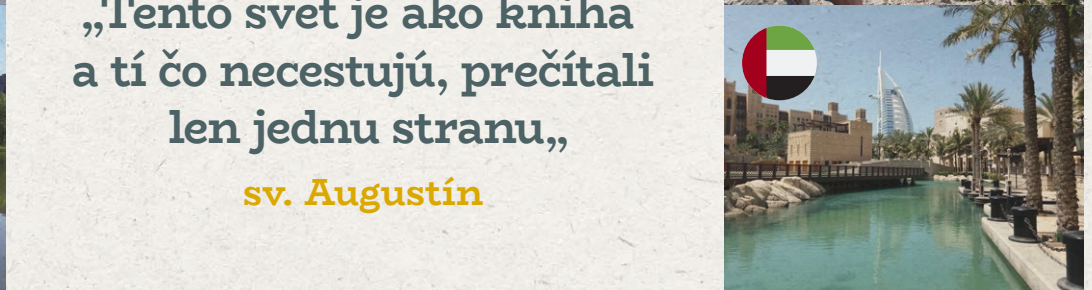 „Tento svet je ako kniha
a tí čo necestujú, prečítali
len jednu stranu„
sv. Augustín